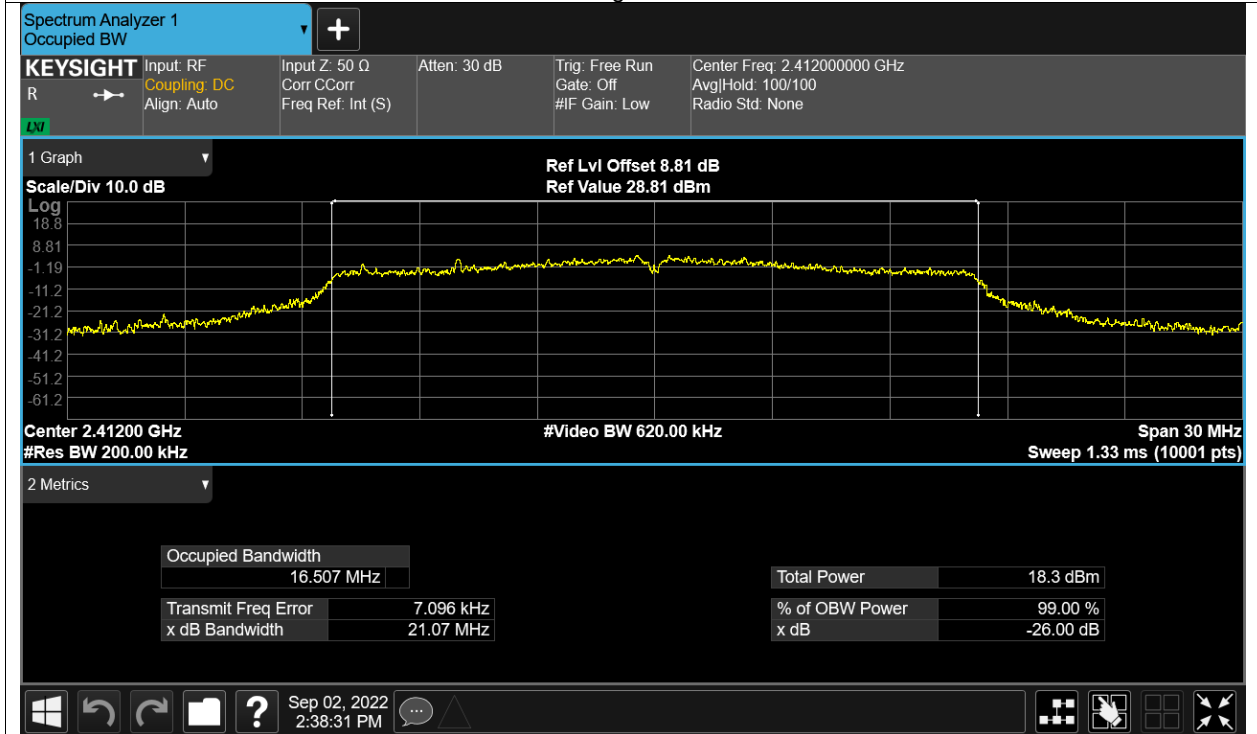 Spectrum Analyzer 1
Occupied BW
KEYSIGHT
R
LXI
Input: RF
Coupling: DC
Align: Auto
Input Z: 50 Ω
Corr CCorr
Freq Ref: Int (S)
Atten: 30 dB
Trig: Free Run
Gate: Off
#IF Gain: Low
Center Freq: 2.412000000 GHz
Avg|Hold: 100/100
Radio Std: None
1 Graph
Ref Lvl Offset 8.81 dB
Scale/Div 10.0 dB
Ref Value 28.81 dBm
Log
18.8
8.81
-1.19
-11.2
-21.2
-31.2
-41.2
-51.2
-61.2
Center 2.41200 GHz
#Video BW 620.00 kHz
Span 30 MHz
#Res BW 200.00 kHz
Sweep 1.33 ms (10001 pts)
2 Metrics
Occupied Bandwidth
16.507 MHz
Total Power 18.3 dBm
Transmit Freq Error 7.096 kHz
% of OBW Power 99.00 %
x dB Bandwidth 21.07 MHz
x dB -26.00 dB
?
Sep 02, 2022
2:38:31 PM